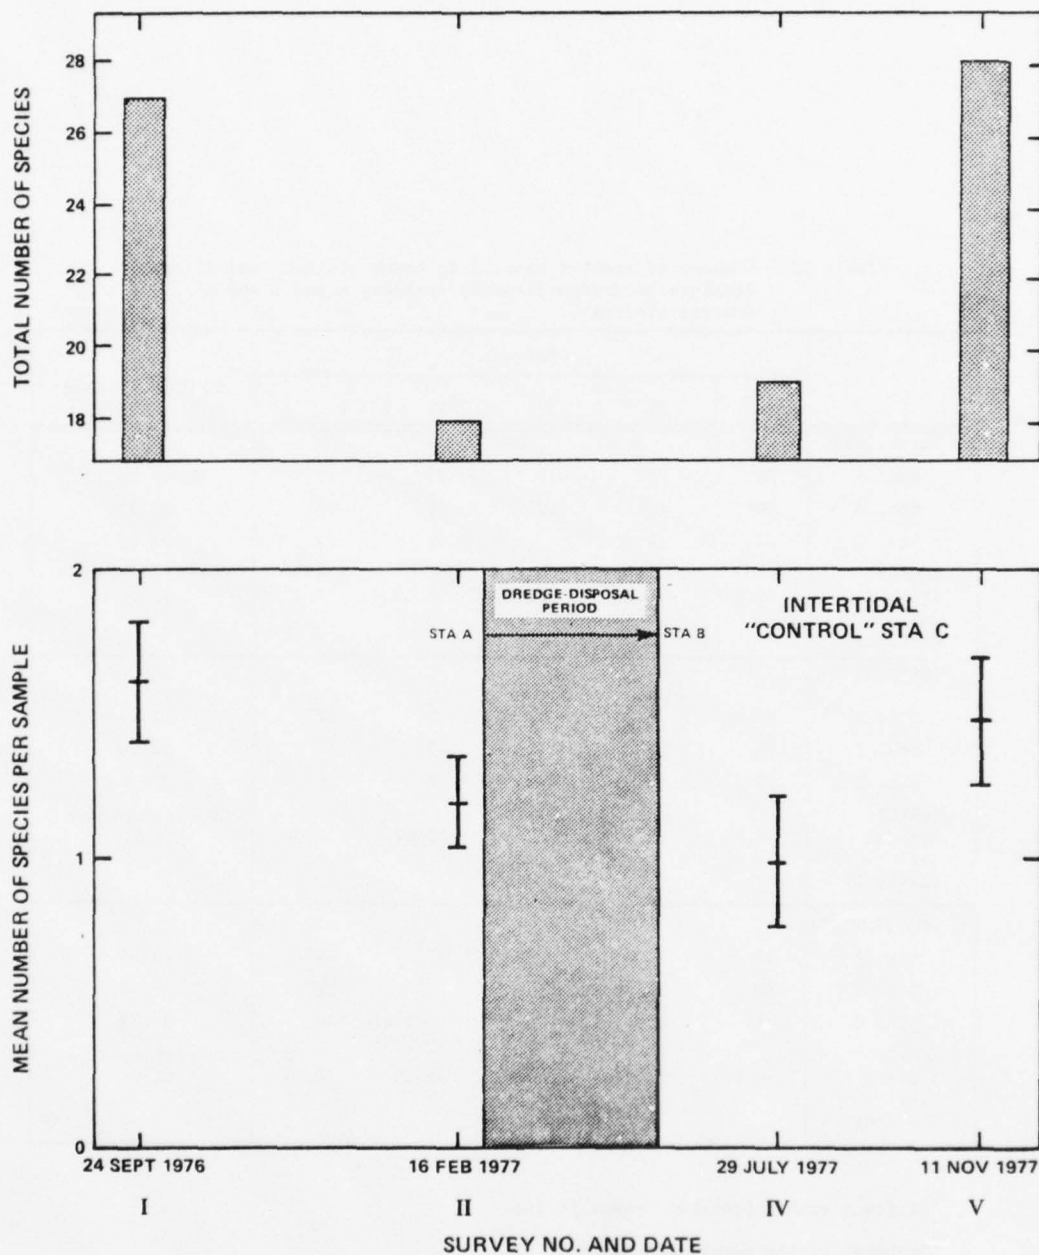 TOTAL NUMBER OF SPECIES
28
26
24
22
20
18
MEAN NUMBER OF SPECIES PER SAMPLE
2
1
0
DREDGE-DISPOSAL
PERIOD
STA A
STA B
INTERTIDAL
"CONTROL" STA C
24 SEPT 1976
16 FEB 1977
29 JULY 1977
11 NOV 1977
I
II
IV
V
SURVEY NO. AND DATE